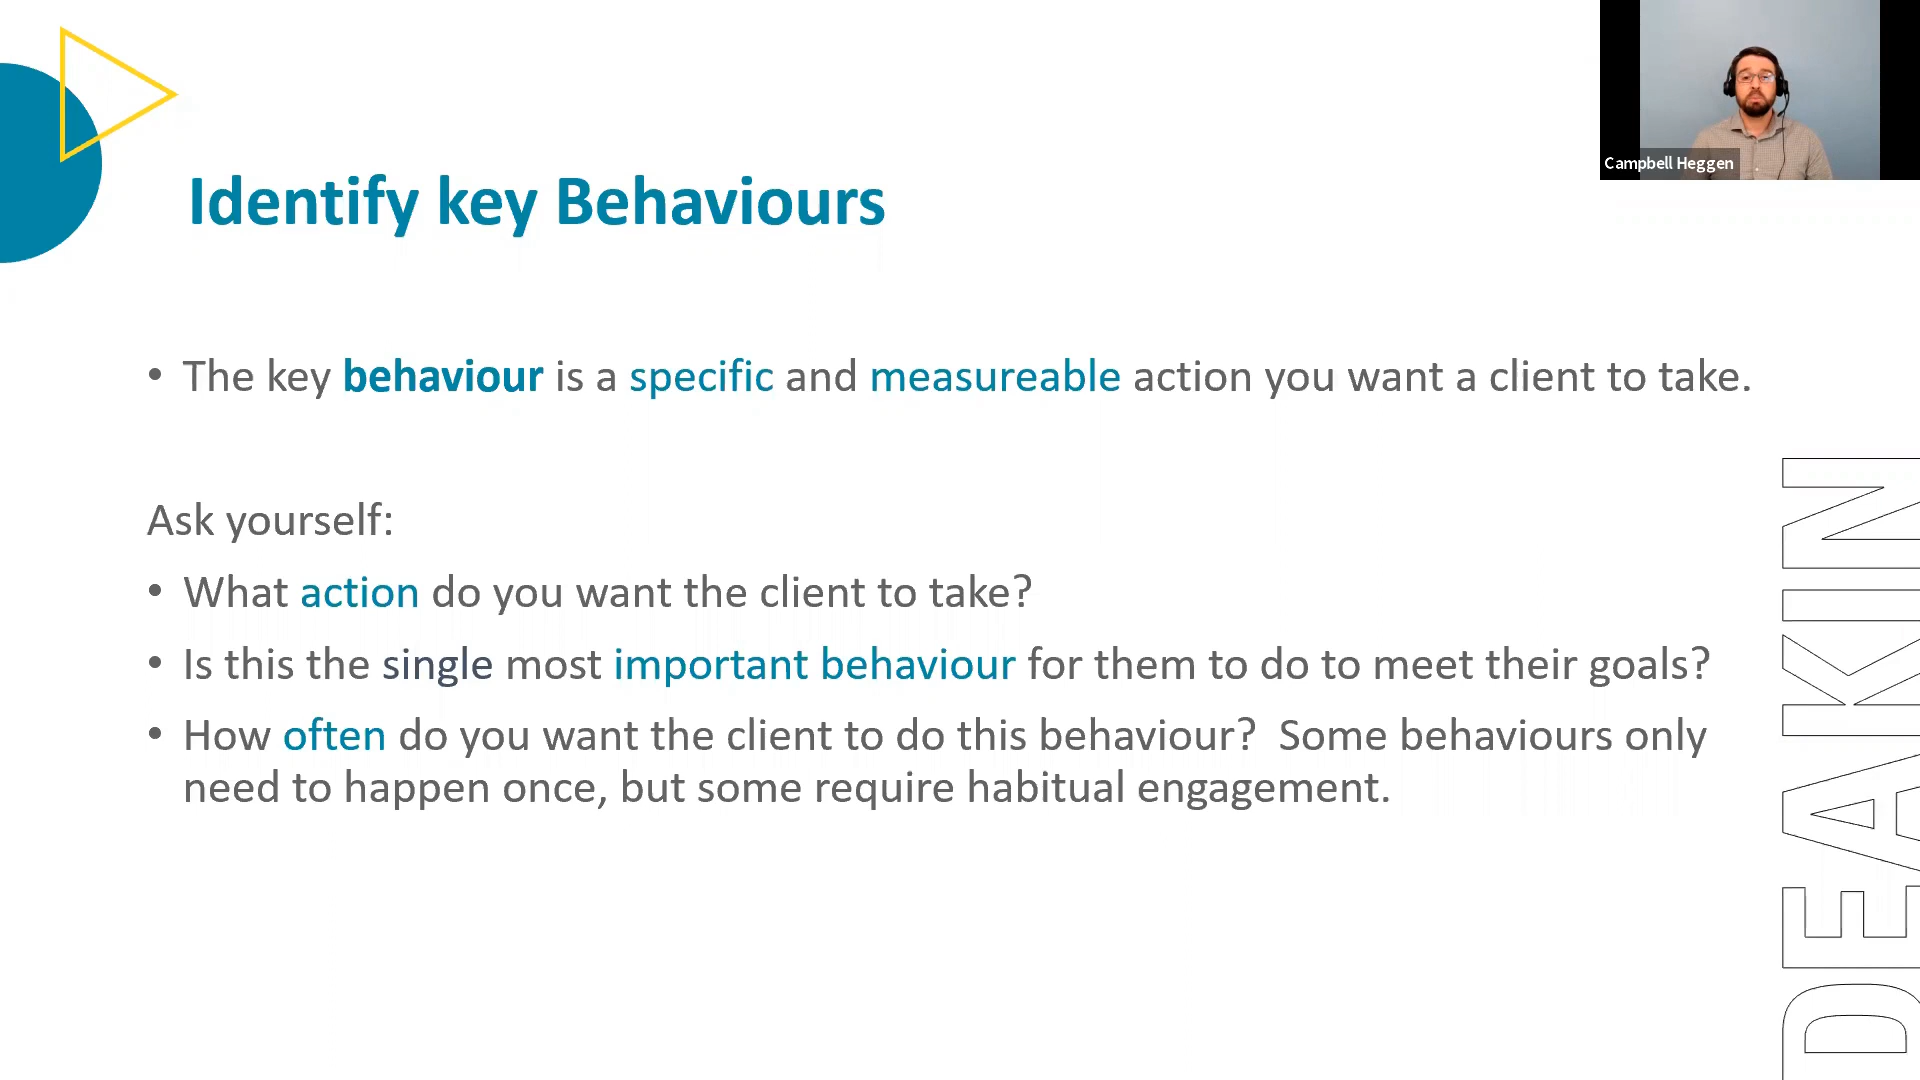 Campbell Heggen
Identify key Behaviours
• The key behaviour is a specific and measureable action you want a client to take.
Ask yourself:
• What action do you want the client to take?
• Is this the single most important behaviour for them to do to meet their goals?
• How often do you want the client to do this behaviour?  Some behaviours only
need to happen once, but some require habitual engagement.
DEAKIN